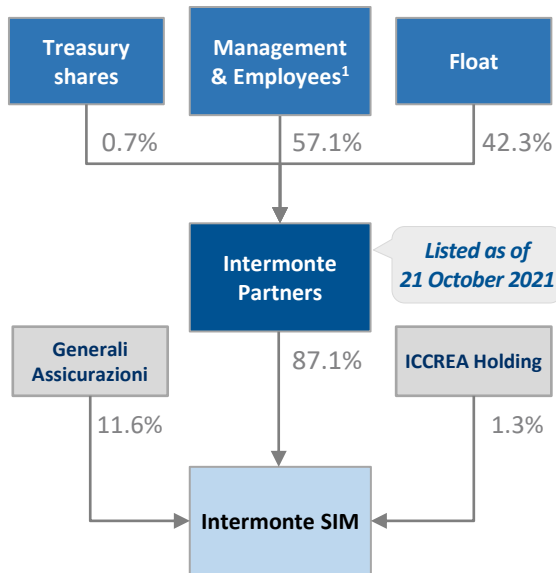 Treasury
shares
Management
& Employees¹
Float
0.7%
57.1%
42.3%
Intermonte
Partners
Listed as of
21 October 2021
Generali
Assicurazioni
87.1%
ICCREA Holding
11.6%
1.3%
Intermonte SIM